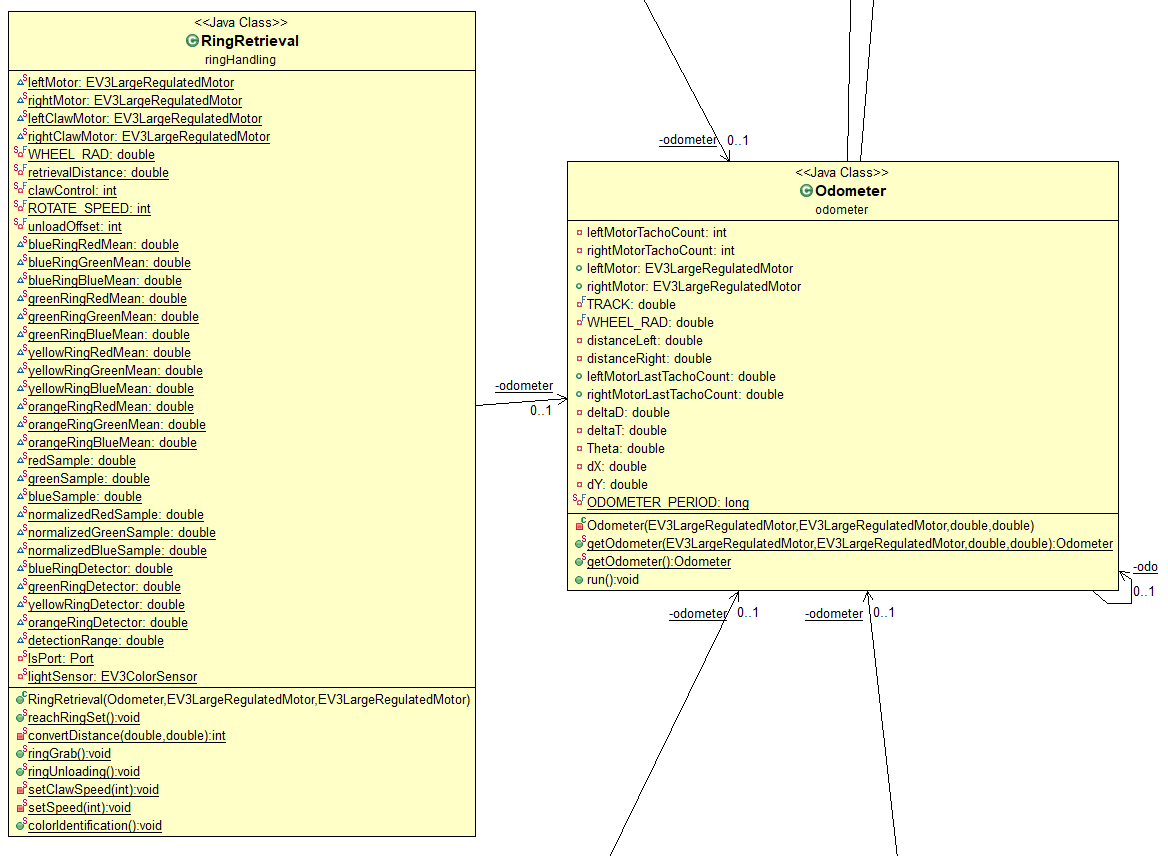 <<Java Class>>
RingRetrieval
ringHandling
leftMotor: EV3LargeRegulatedMotor
rightMotor: EV3LargeRegulatedMotor
leftClawMotor: EV3LargeRegulatedMotor
rightClawMotor: EV3LargeRegulatedMotor
WHEEL_RAD: double
retrievalDistance: double
clawControl: int
ROTATE_SPEED: int
unloadOffset: int
blueRingRedMean: double
blueRingGreenMean: double
blueRingBlueMean: double
greenRingRedMean: double
greenRingGreenMean: double
greenRingBlueMean: double
yellowRingRedMean: double
yellowRingGreenMean: double
yellowRingBlueMean: double
orangeRingRedMean: double
orangeRingGreenMean: double
orangeRingBlueMean: double
redSample: double
greenSample: double
blueSample: double
normalizedRedSample: double
normalizedGreenSample: double
normalizedBlueSample: double
blueRingDetector: double
greenRingDetector: double
yellowRingDetector: double
orangeRingDetector: double
detectionRange: double
lsPort: Port
lightSensor: EV3ColorSensor
RingRetrieval(Odometer,EV3LargeRegulatedMotor,EV3LargeRegulatedMotor)
reachRingSet():void
convertDistance(double,double):int
ringGrab():void
ringUnloading():void
setClawSpeed(int):void
setSpeed(int):void
colorIdentification():void
-odometer
0..1
-odometer 0..1
<<Java Class>>
Odometer
odometer
leftMotorTachoCount: int
rightMotorTachoCount: int
leftMotor: EV3LargeRegulatedMotor
rightMotor: EV3LargeRegulatedMotor
TRACK: double
WHEEL_RAD: double
distanceLeft: double
distanceRight: double
leftMotorLastTachoCount: double
rightMotorLastTachoCount: double
deltaD: double
deltaT: double
Theta: double
dX: double
dY: double
ODOMETER_PERIOD: long
Odometer(EV3LargeRegulatedMotor,EV3LargeRegulatedMotor,double,double)
getOdometer(EV3LargeRegulatedMotor,EV3LargeRegulatedMotor,double,double):Odometer
getOdometer():Odometer
run():void
-odo
0..1
-odometer 0..1
-odometer 0..1